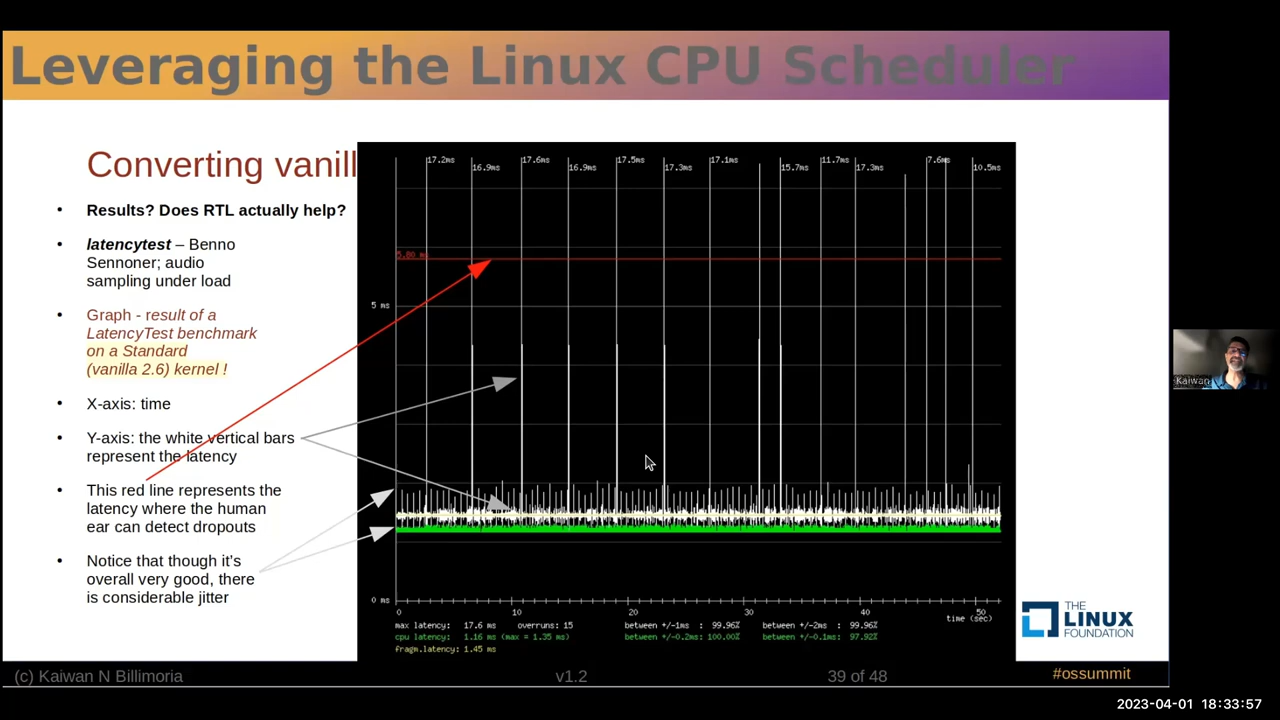 Leveraging the Linux CPU Scheduler
Converting vanill
• Results? Does RTL actually help?
• latencytest – Benno
Sennoner; audio
sampling under load
• Graph - result of a
LatencyTest benchmark
on a Standard
(vanilla 2.6) kernel !
• X-axis: time
• Y-axis: the white vertical bars
represent the latency
• This red line represents the
latency where the human
ear can detect dropouts
• Notice that though it's
overall very good, there
is considerable jitter
17.2ms 17.6ms 17.5ms 17.1ms 11.7ms 7.6ms
16.9ms 16.9ms 17.3ms 15.7ms 17.3ms 10.5ms
5.80 ms
5 ms
0 ms
0 10 20 30 40 50
time (sec)
max latency: 17.6 ms overruns: 15 between +/-1ms : 99.96% between +/-2ms : 99.96%
cpu latency: 1.16 ms (max = 1.35 ms) between +/-0.2ms: 100.00% between +/-0.1ms: 97.92%
fragm.latency: 1.45 ms
THE
LINUX
FOUNDATION
Kaiwan
(c) Kaiwan N Billimoria v1.2 39 of 48 #ossummit
2023-04-01 18:33:57